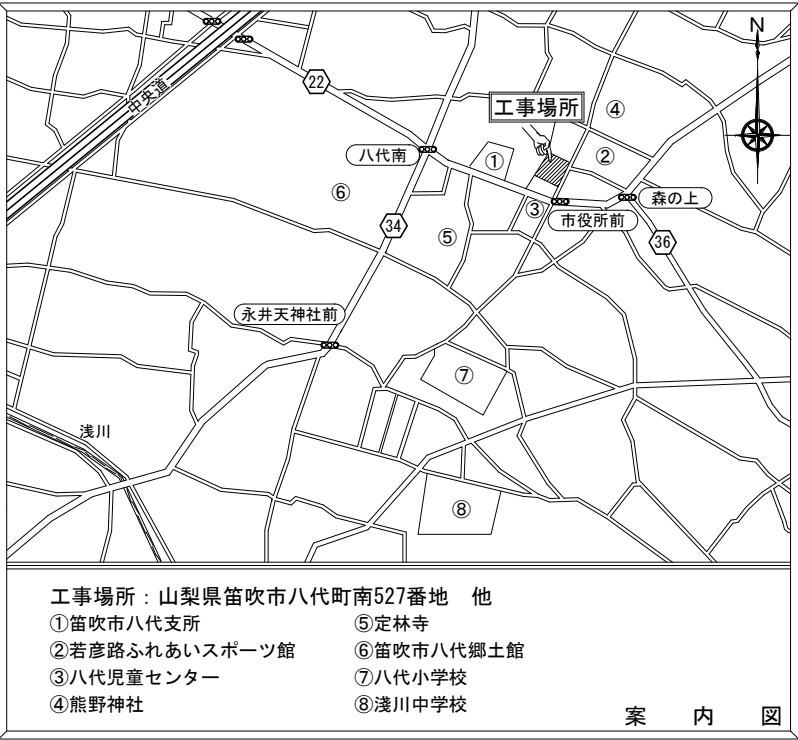 N
中央道
22
工事場所
④
八代南
①
②
⑥
③
森の上
34
市役所前
⑤
36
永井天神社前
⑦
浅川
⑧
工事場所：山梨県笛吹市八代町南527番地　他
①笛吹市八代支所
⑤定林寺
②若彦路ふれあいスポーツ館
⑥笛吹市八代郷土館
③八代児童センター
⑦八代小学校
④熊野神社
⑧浅川中学校
案　内　図